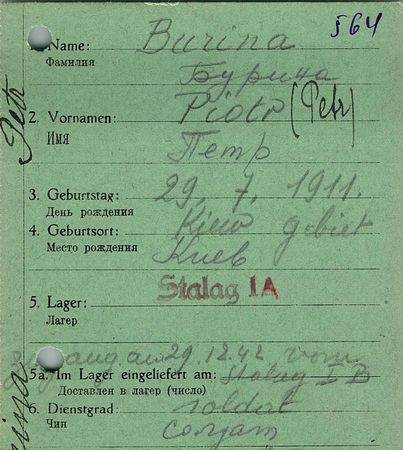 564
1. Name: Burina
Фамилия Бурина
2. Vornamen: Piotr (Petr)
Имя Петр
3. Geburtstag: 29. 7. 1911.
День рождения
4. Geburtsort: Kiew gebiet
Место рождения Киев
Stalag IA
5. Lager:
Лагерь
29.12.42 vom
5a. Im Lager eingeliefert am: Stalag I B
Доставлен в лагерь (число)
6. Dienstgrad: soldat
Чин солдат
Petr